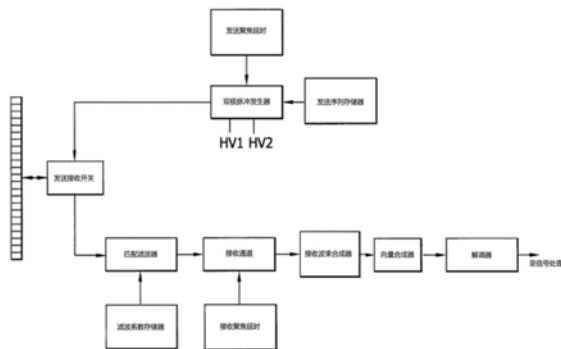 发送聚焦延时
双极脉冲发生器
发送序列存储器
HV1 HV2
发送接收开关
匹配滤波器
接收通道
接收波束合成器
向量合成器
解调器
至信号处理
滤波系数存储器
接收聚焦延时